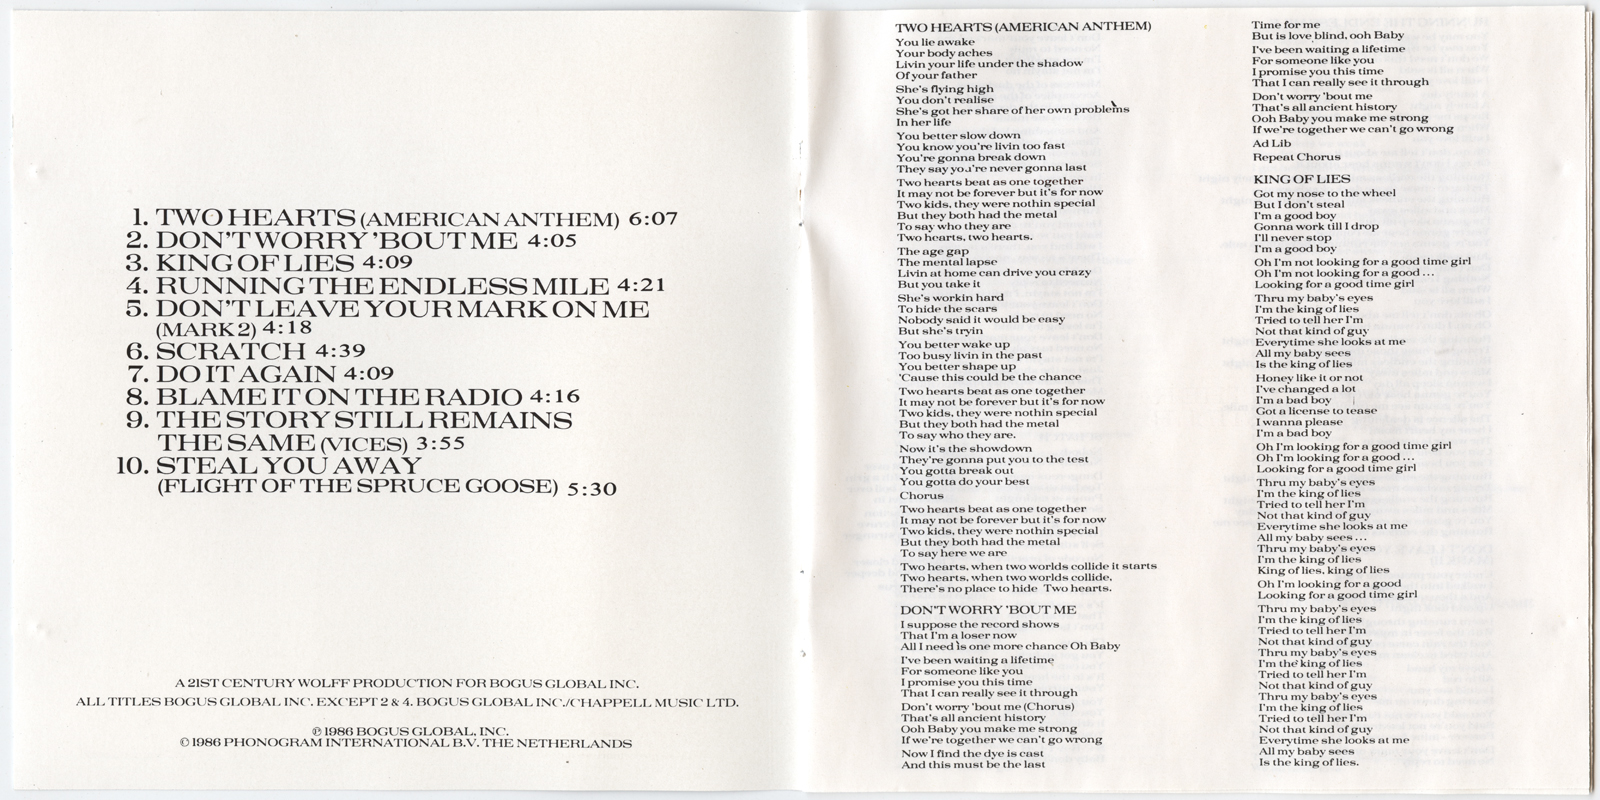 1. TWO HEARTS (AMERICAN ANTHEM) 6:07
2. DON'T WORRY 'BOUT ME 4:05
3. KING OF LIES 4:09
4. RUNNING THE ENDLESS MILE 4:21
5. DON'T LEAVE YOUR MARK ON ME
(MARK 2) 4:18
6. SCRATCH 4:39
7. DO IT AGAIN 4:09
8. BLAME IT ON THE RADIO 4:16
9. THE STORY STILL REMAINS
THE SAME (VICES) 3:55
10. STEAL YOU AWAY
(FLIGHT OF THE SPRUCE GOOSE) 5:30
A 21ST CENTURY WOLFF PRODUCTION FOR BOGUS GLOBAL INC.
ALL TITLES BOGUS GLOBAL INC. EXCEPT 2 & 4. BOGUS GLOBAL INC./CHAPPELL MUSIC LTD.
℗ 1986 BOGUS GLOBAL, INC.
© 1986 PHONOGRAM INTERNATIONAL B.V. THE NETHERLANDS
TWO HEARTS (AMERICAN ANTHEM)
You lie awake
Your body aches
Livin your life under the shadow
Of your father
She's flying high
You don't realise
She's got her share of her own problems
In her life
You better slow down
You know you're livin too fast
You're gonna break down
They say you're never gonna last
Two hearts beat as one together
It may not be forever but it's for now
Two kids, they were nothin special
But they both had the metal
To say who they are
Two hearts, two hearts.
The age gap
The mental lapse
Livin at home can drive you crazy
But you take it
She's workin hard
To hide the scars
Nobody said it would be easy
But she's tryin
You better wake up
Too busy livin in the past
You better shape up
'Cause this could be the chance
Two hearts beat as one together
It may not be forever but it's for now
Two kids, they were nothin special
But they both had the metal
To say who they are.
Now it's the showdown
They're gonna put you to the test
You gotta break out
You gotta do your best
Chorus
Two hearts beat as one together
It may not be forever but it's for now
Two kids, they were nothin special
But they both had the metal
To say here we are
Two hearts, when two worlds collide it starts
Two hearts, when two worlds collide,
There's no place to hide Two hearts.
DON'T WORRY 'BOUT ME
I suppose the record shows
That I'm a loser now
All I need is one more chance Oh Baby
I've been waiting a lifetime
For someone like you
I promise you this time
That I can really see it through
Don't worry 'bout me (Chorus)
That's all ancient history
Ooh Baby you make me strong
If we're together we can't go wrong
Now I find the dye is cast
And this must be the last
Time for me
But is love blind, ooh Baby
I've been waiting a lifetime
For someone like you
I promise you this time
That I can really see it through
Don't worry 'bout me
That's all ancient history
Ooh Baby you make me strong
If we're together we can't go wrong
Ad Lib
Repeat Chorus
KING OF LIES
Got my nose to the wheel
But I don't steal
I'm a good boy
Gonna work till I drop
I'll never stop
I'm a good boy
Oh I'm not looking for a good time girl
Oh I'm not looking for a good ...
Looking for a good time girl
Thru my baby's eyes
I'm the king of lies
Tried to tell her I'm
Not that kind of guy
Everytime she looks at me
All my baby sees
Is the king of lies.
Honey like it or not
I've changed a lot
I'm a bad boy
Got a license to tease
I wanna please
I'm a bad boy
Oh I'm looking for a good time girl
Oh I'm looking for a good ...
Looking for a good time girl
Thru my baby's eyes
I'm the king of lies
Tried to tell her I'm
Not that kind of guy
Everytime she looks at me
All my baby sees ...
Thru my baby's eyes
I'm the king of lies
King of lies, king of lies
Oh I'm looking for a good
Looking for a good time girl
Thru my baby's eyes
I'm the king of lies
Tried to tell her I'm
Not that kind of guy
Thru my baby's eyes
I'm the king of lies
Tried to tell her I'm
Not that kind of guy
Thru my baby's eyes
I'm the king of lies
Tried to tell her I'm
Not that kind of guy
Everytime she looks at me
All my baby sees
Is the king of lies.